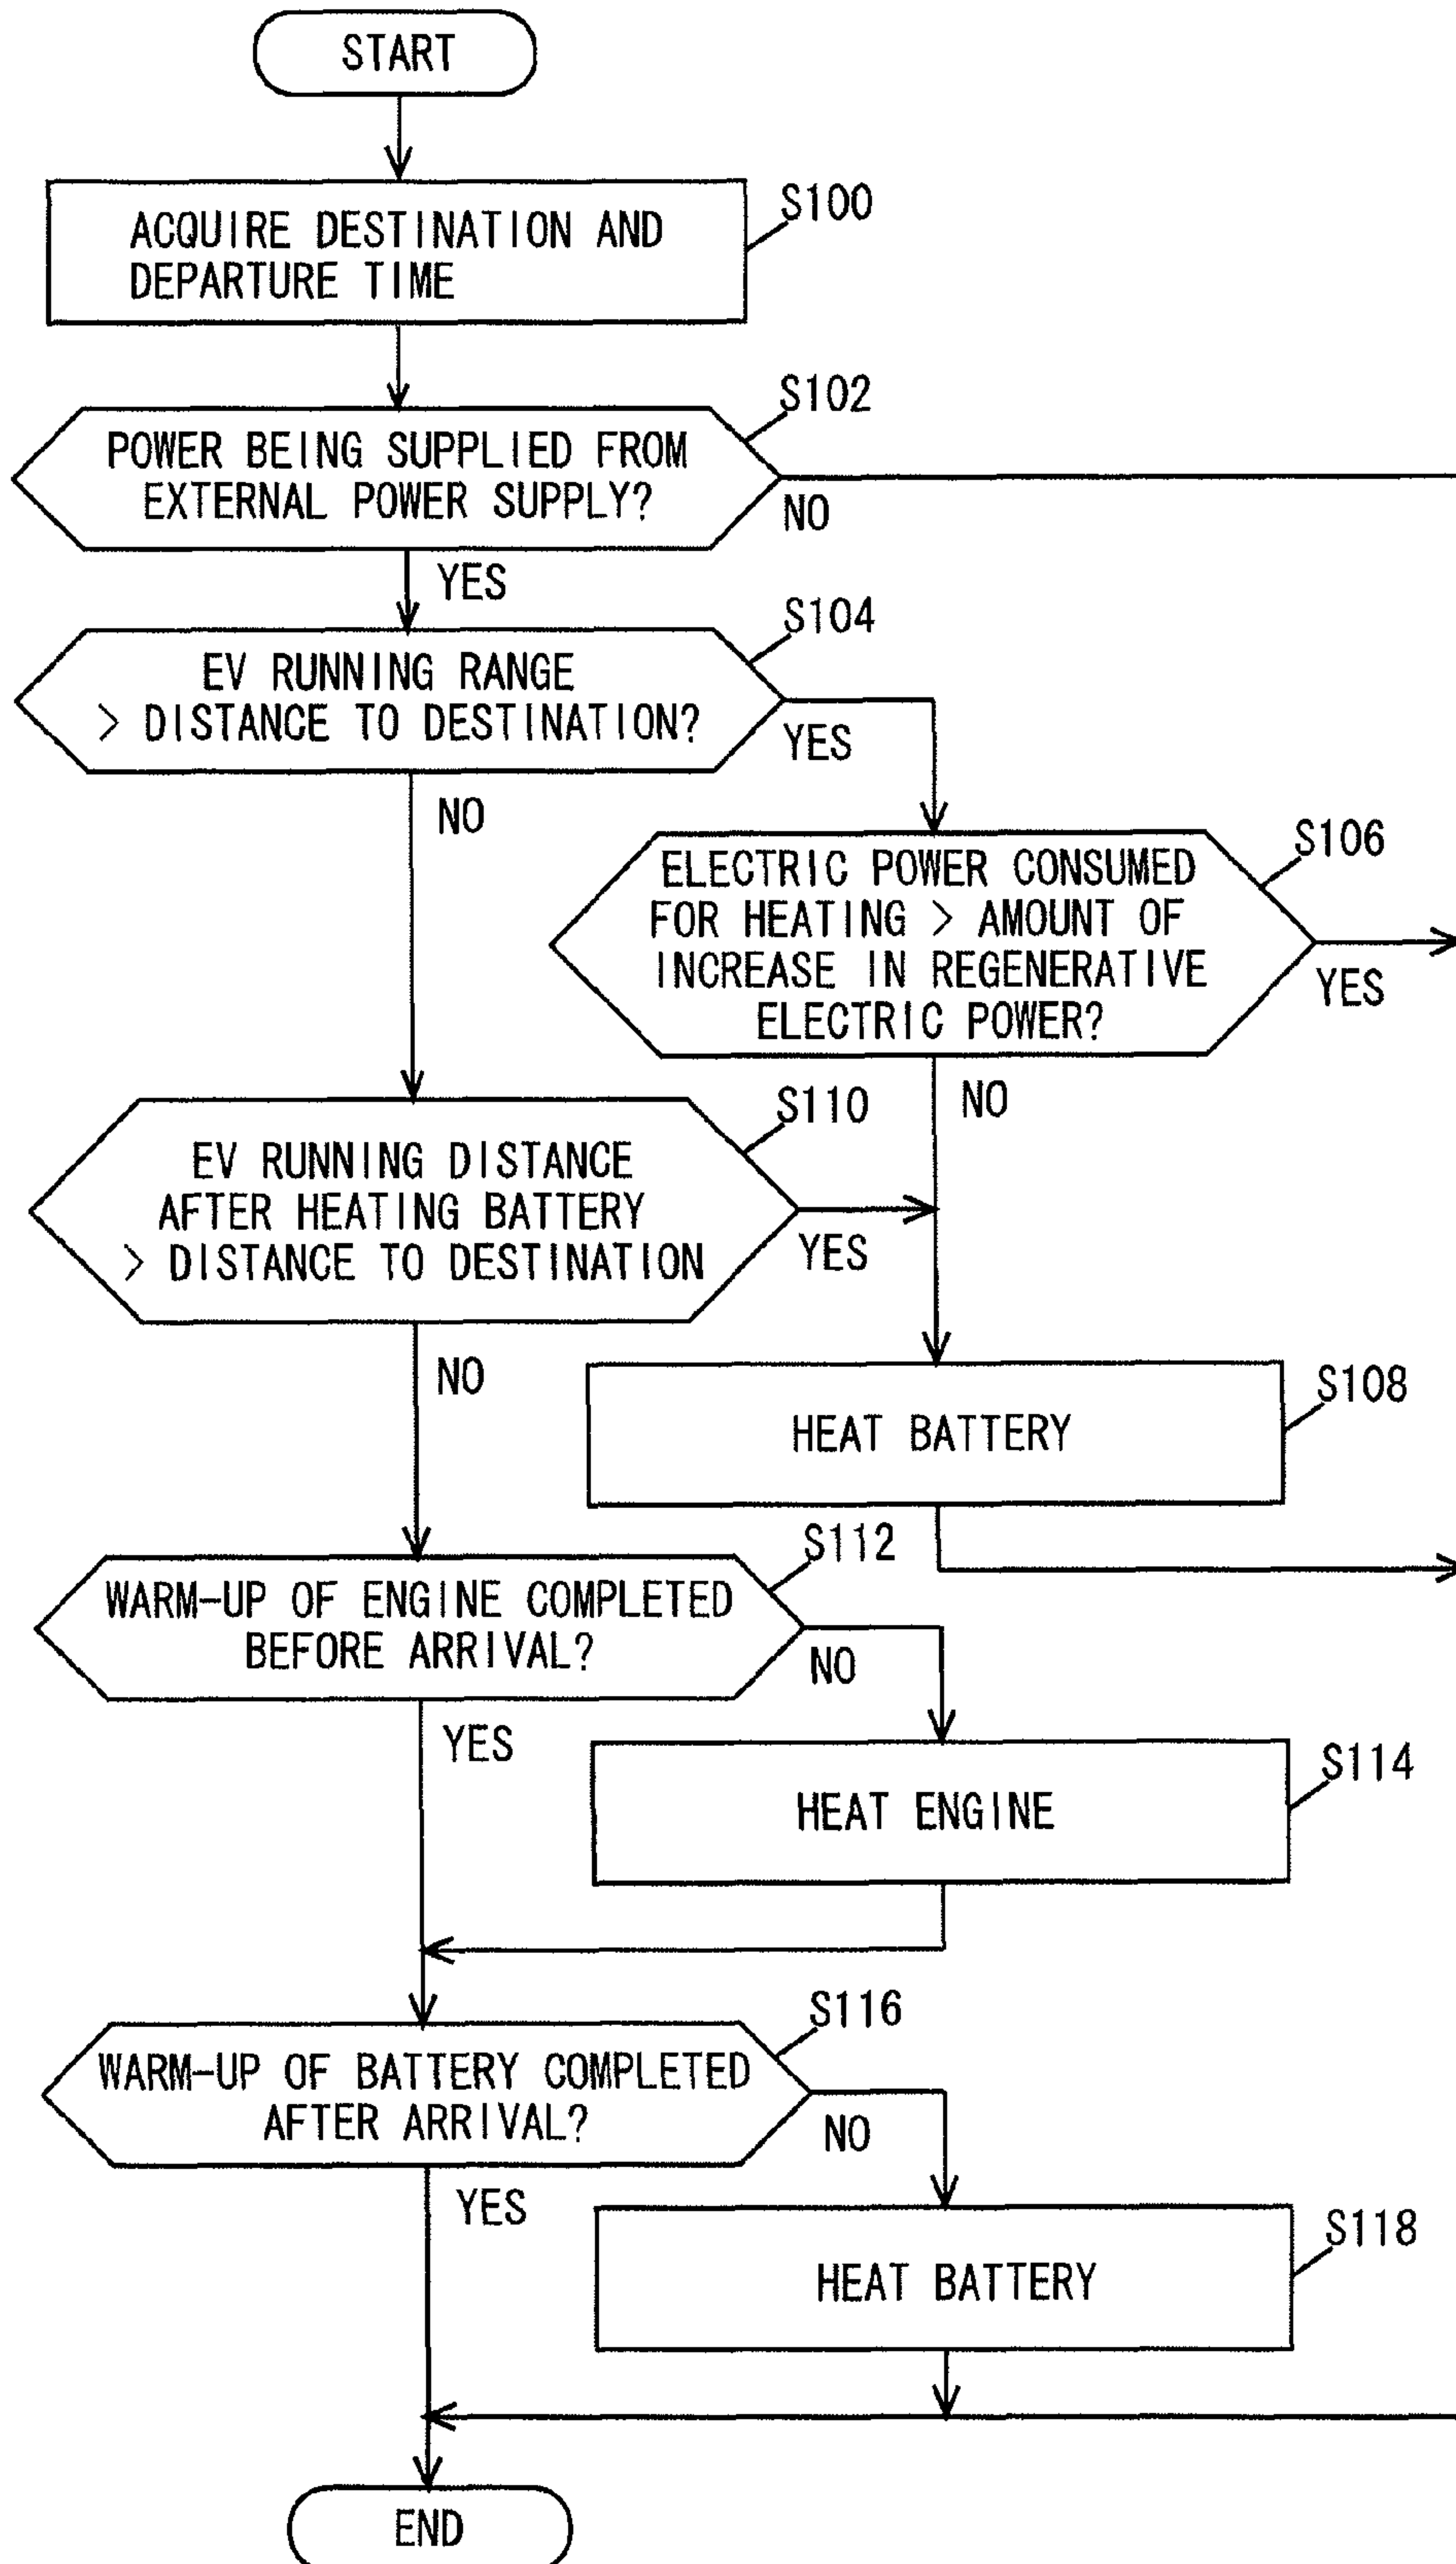 START
S100
ACQUIRE DESTINATION AND
DEPARTURE TIME
S102
POWER BEING SUPPLIED FROM
EXTERNAL POWER SUPPLY?
NO
YES
S104
EV RUNNING RANGE
> DISTANCE TO DESTINATION?
YES
NO
S106
ELECTRIC POWER CONSUMED
FOR HEATING > AMOUNT OF
INCREASE IN REGENERATIVE
ELECTRIC POWER?
YES
NO
S110
EV RUNNING DISTANCE
AFTER HEATING BATTERY
> DISTANCE TO DESTINATION
YES
NO
S108
HEAT BATTERY
S112
WARM-UP OF ENGINE COMPLETED
BEFORE ARRIVAL?
NO
YES
S114
HEAT ENGINE
S116
WARM-UP OF BATTERY COMPLETED
AFTER ARRIVAL?
NO
YES
S118
HEAT BATTERY
END